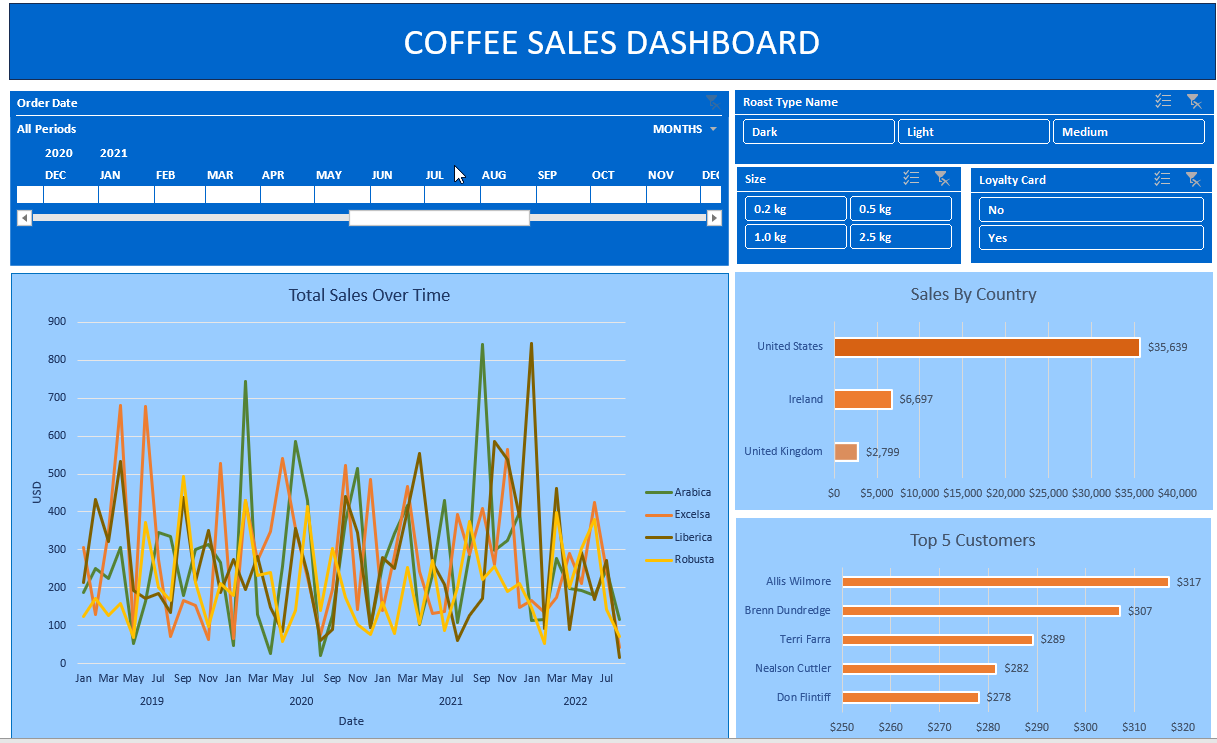 COFFEE SALES DASHBOARD
Order Date
All Periods MONTHS
2020 2021
DEC JAN FEB MAR APR MAY JUN JUL AUG SEP OCT NOV DEC
Roast Type Name
Dark Light Medium
Size
0.2 kg 0.5 kg
1.0 kg 2.5 kg
Loyalty Card
No
Yes
Total Sales Over Time
900
800
700
600
500
400
300
200
100
0
USD
Jan Mar May Jul Sep Nov Jan Mar May Jul Sep Nov Jan Mar May Jul Sep Nov Jan Mar May Jul
2019 2020 2021 2022
Date
Arabica
Excelsa
Liberica
Robusta
Sales By Country
United States $35,639
Ireland $6,697
United Kingdom $2,799
$0 $5,000 $10,000 $15,000 $20,000 $25,000 $30,000 $35,000 $40,000
Top 5 Customers
Allis Wilmore $317
Brenn Dundredge $307
Terri Farra $289
Nealson Cuttler $282
Don Flintiff $278
$250 $260 $270 $280 $290 $300 $310 $320